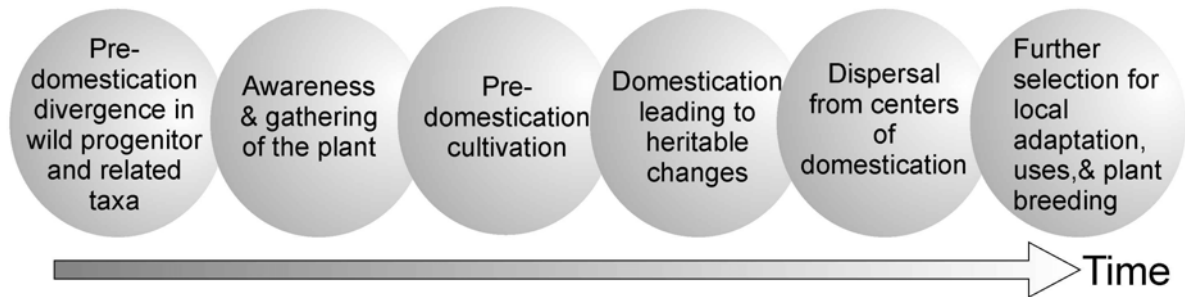 Pre-
domestication
divergence in
wild progenitor
and related
taxa
Awareness
& gathering
of the plant
Pre-
domestication
cultivation
Domestication
leading to
heritable
changes
Dispersal
from centers
of
domestication
Further
selection for
local
adaptation,
uses,& plant
breeding
Time